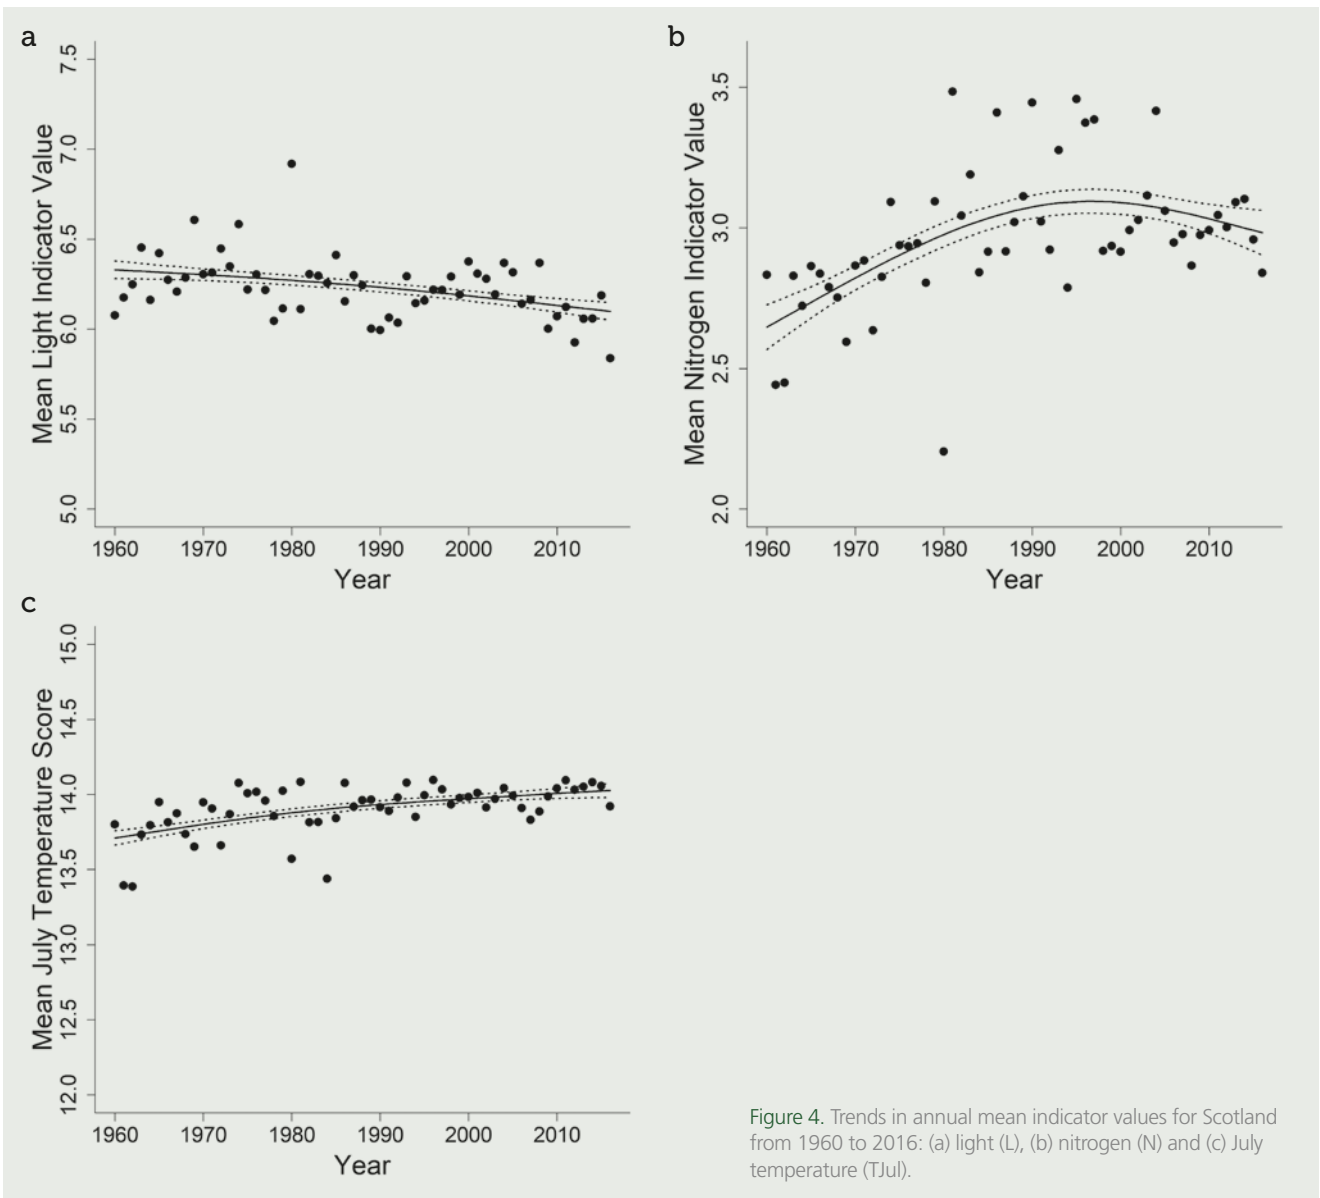 a
7.5
7.0
6.5
6.0
5.5
5.0
Mean Light Indicator Value
1960 1970 1980 1990 2000 2010
Year
b
3.5
3.0
2.5
2.0
Mean Nitrogen Indicator Value
1960 1970 1980 1990 2000 2010
Year
c
15.0
14.5
14.0
13.5
13.0
12.5
12.0
Mean July Temperature Score
1960 1970 1980 1990 2000 2010
Year
Figure 4. Trends in annual mean indicator values for Scotland
from 1960 to 2016: (a) light (L), (b) nitrogen (N) and (c) July
temperature (TJul).